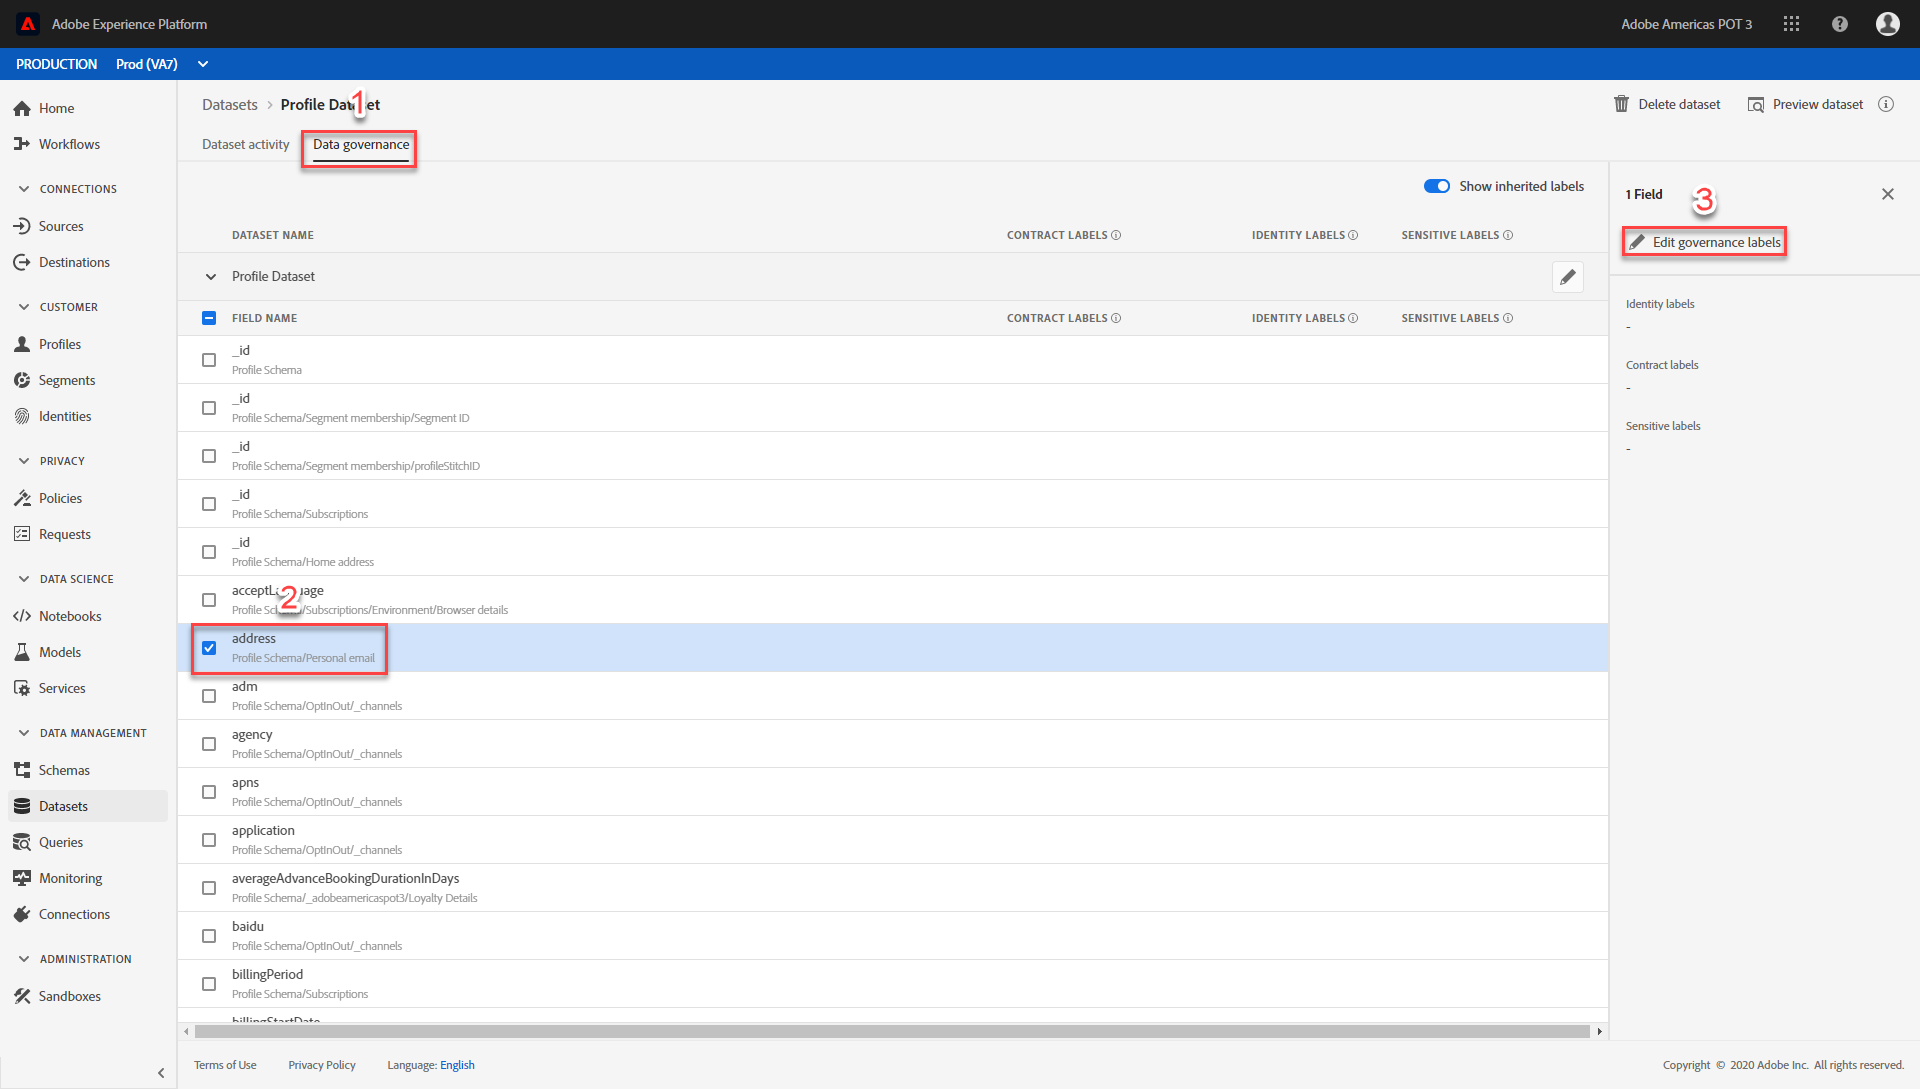 Adobe Experience Platform
Adobe Americas POT 3
PRODUCTION Prod (VA7)
Home
Workflows
CONNECTIONS
Sources
Destinations
CUSTOMER
Profiles
Segments
Identities
PRIVACY
Policies
Requests
DATA SCIENCE
Notebooks
Models
Services
DATA MANAGEMENT
Schemas
Datasets
Queries
Monitoring
Connections
ADMINISTRATION
Sandboxes
Datasets > Profile Dataset
1
Delete dataset
Preview dataset
Dataset activity
Data governance
Show inherited labels
DATASET NAME CONTRACT LABELS IDENTITY LABELS SENSITIVE LABELS
Profile Dataset
FIELD NAME CONTRACT LABELS IDENTITY LABELS SENSITIVE LABELS
_id
Profile Schema
_id
Profile Schema/Segment membership/Segment ID
_id
Profile Schema/Segment membership/profileStitchID
_id
Profile Schema/Subscriptions
_id
Profile Schema/Home address
acceptLanguage
2
Profile Schema/Subscriptions/Environment/Browser details
address
Profile Schema/Personal email
adm
Profile Schema/OptInOut/_channels
agency
Profile Schema/OptInOut/_channels
apns
Profile Schema/OptInOut/_channels
application
Profile Schema/OptInOut/_channels
averageAdvanceBookingDurationInDays
Profile Schema/_adobeamericaspot3/Loyalty Details
baidu
Profile Schema/OptInOut/_channels
billingPeriod
Profile Schema/Subscriptions
billingStartDate
1 Field
3
Edit governance labels
Identity labels
-
Contract labels
-
Sensitive labels
-
Terms of Use Privacy Policy Language: English
Copyright © 2020 Adobe Inc. All rights reserved.